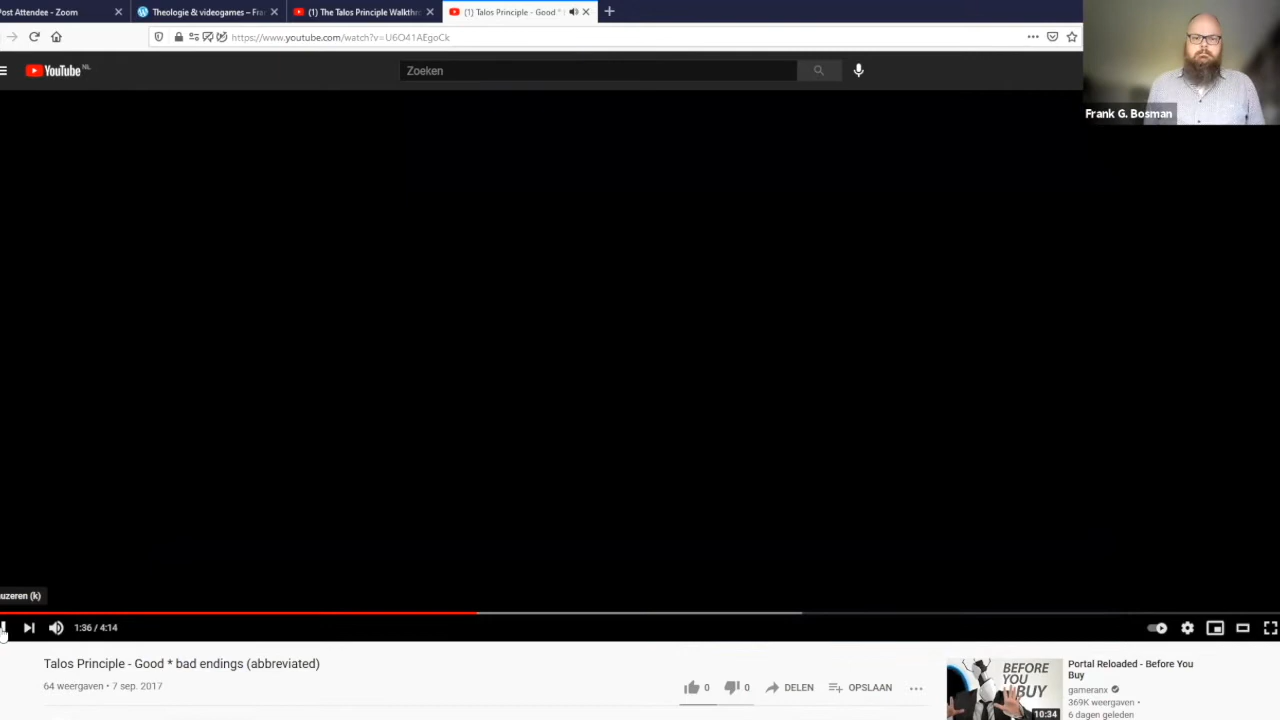 ost Attendee - Zoom
Theologie & videogames – Fra
(1) The Talos Principle Walkthr
(1) Talos Principle - Good *
https://www.youtube.com/watch?v=U6O41AEgoCk
YouTube NL
Zoeken
Frank G. Bosman
uzeren (k)
1:36 / 4:14
Talos Principle - Good * bad endings (abbreviated)
64 weergaven • 7 sep. 2017
0
0
DELEN
OPSLAAN
BEFORE
YOU
BUY
10:34
Portal Reloaded - Before You
Buy
gameranx
369K weergaven •
6 dagen geleden